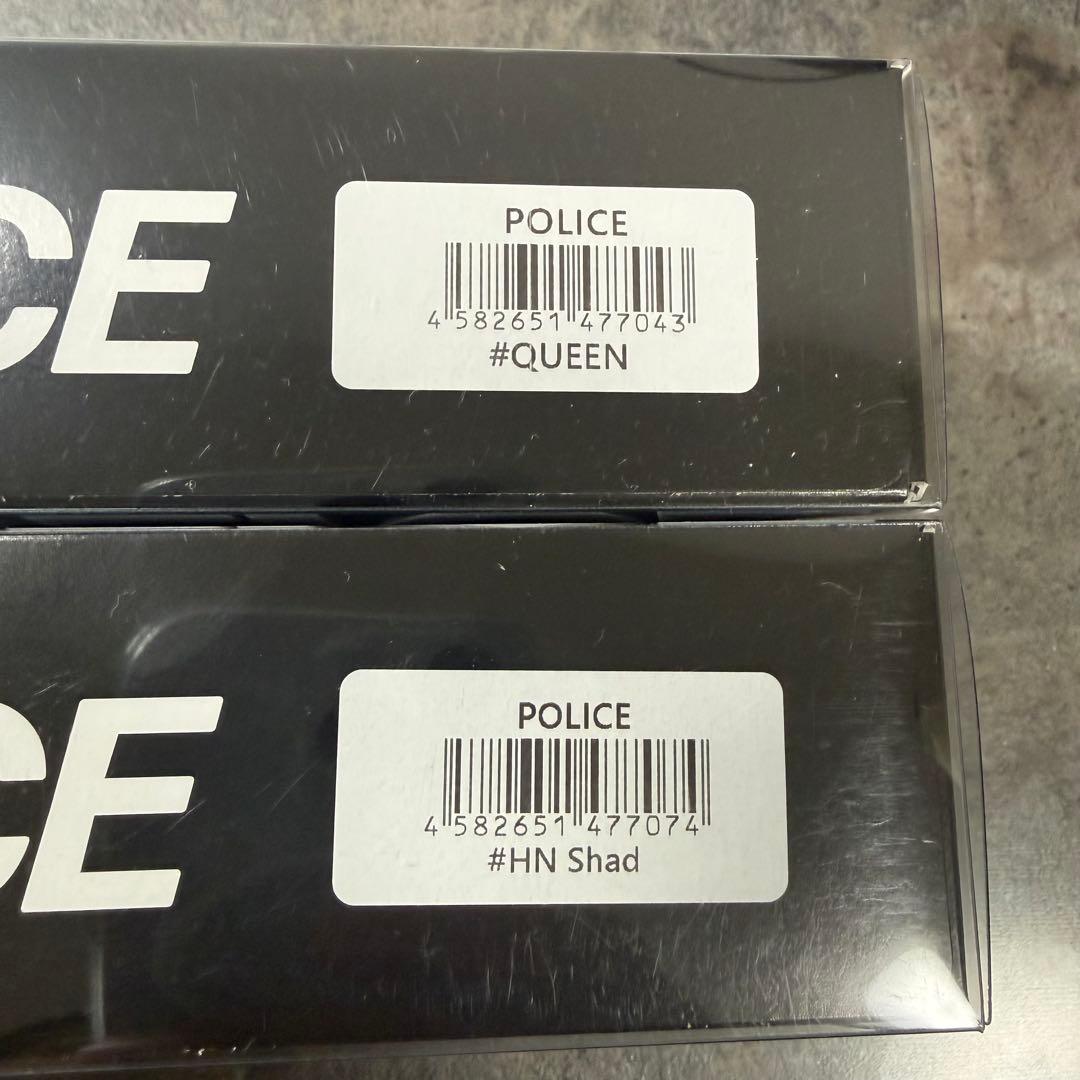 CE
POLICE
4 582651 477043
#QUEEN
CE
POLICE
4 582651 477074
#HN Shad